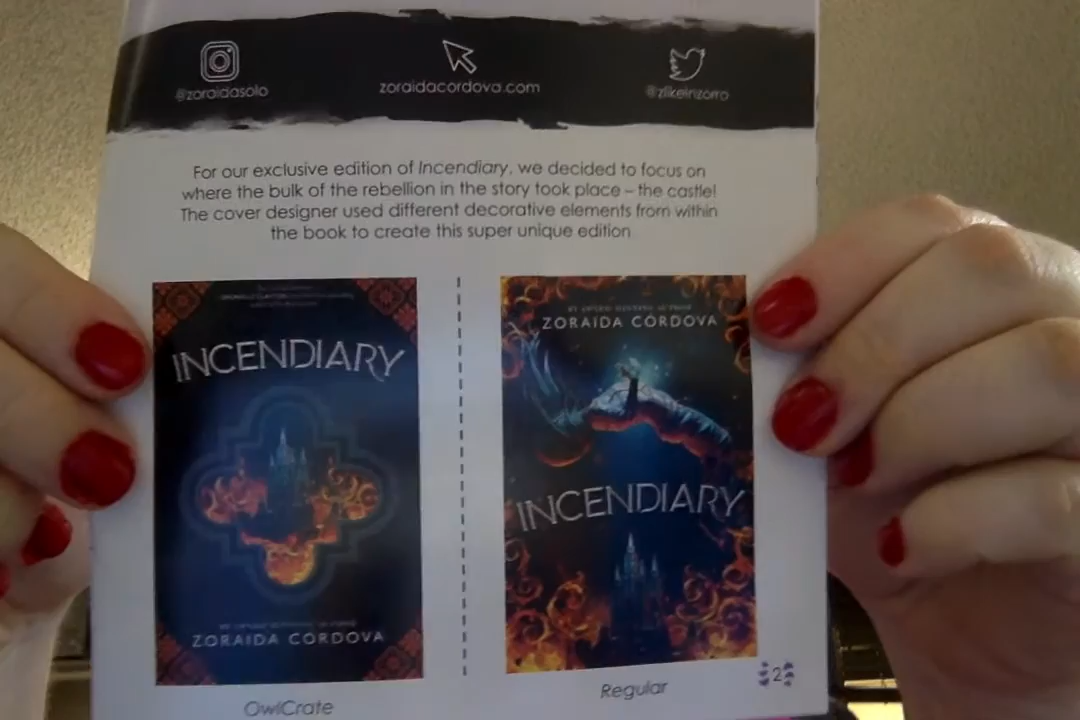 @zoraidasolo
zoraidacordova.com
@zlikeinzorro
For our exclusive edition of Incendiary, we decided to focus on
where the bulk of the rebellion in the story took place – the castle!
The cover designer used different decorative elements from within
the book to create this super unique edition
INCENDIARY
ZORAIDA CÓRDOVA
OwlCrate
ZORAIDA CÓRDOVA
INCENDIARY
Regular
2